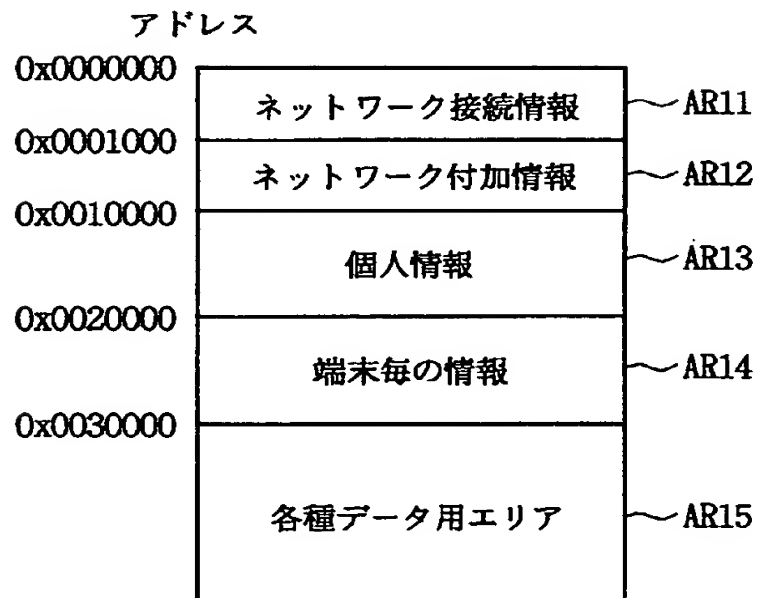 アドレス
0x0000000
ネットワーク接続情報 AR11
0x0001000
ネットワーク付加情報 AR12
0x0010000
個人情報 AR13
0x0020000
端末毎の情報 AR14
0x0030000
各種データ用エリア AR15